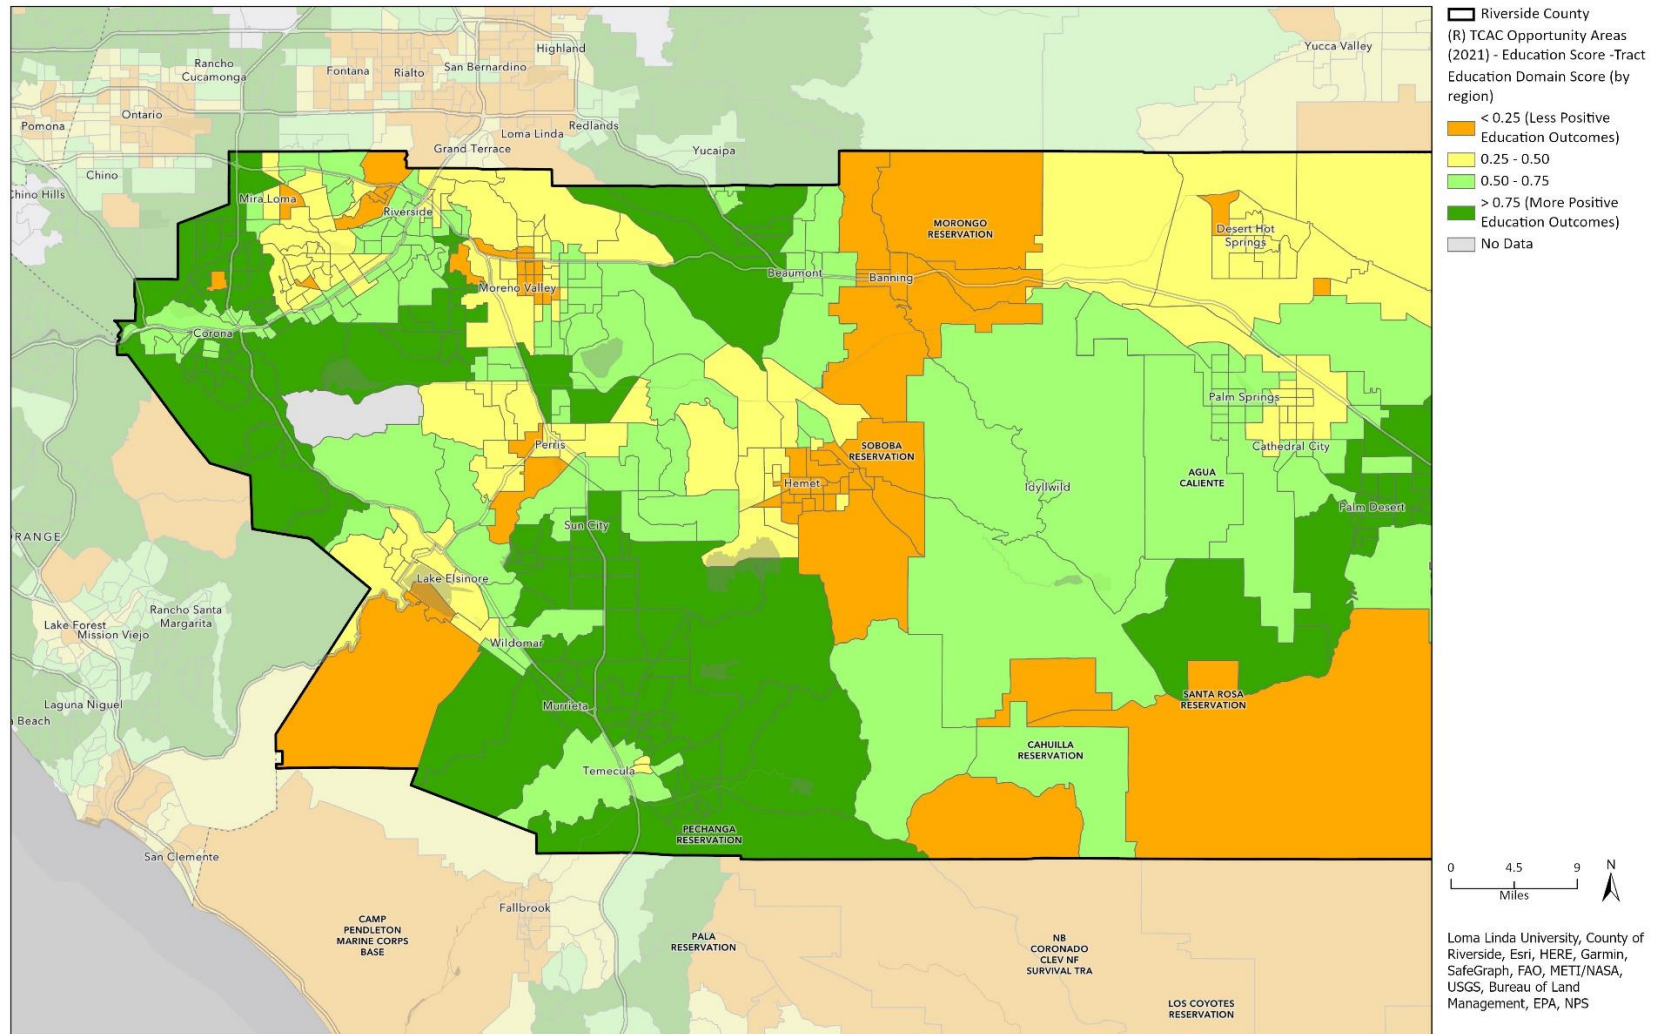 Highland
Yucca Valley
Rancho
Cucamonga
Fontana
Rialto
San Bernardino
Ontario
Pomona
Loma Linda
Redlands
Grand Terrace
Yucaipa
Chino
Chino Hills
Mira Loma
Riverside
MORONGO
RESERVATION
Desert Hot
Springs
Beaumont
Banning
Moreno Valley
Corona
Palm Springs
Perris
SOBOBA
RESERVATION
Cathedral City
Hemet
Idyllwild
AGUA
CALIENTE
Palm Desert
Sun City
ORANGE
Lake Elsinore
Rancho Santa
Margarita
Lake Forest
Mission Viejo
Wildomar
Laguna Niguel
Murrieta
SANTA ROSA
RESERVATION
a Beach
CAHUILLA
RESERVATION
Temecula
PECHANGA
RESERVATION
San Clemente
Fallbrook
CAMP
PENDLETON
MARINE CORPS
BASE
PALA
RESERVATION
NB
CORONADO
CLEV NF
SURVIVAL TRA
LOS COYOTES
RESERVATION
Riverside County
(R) TCAC Opportunity Areas
(2021) - Education Score -Tract
Education Domain Score (by
region)
< 0.25 (Less Positive
Education Outcomes)
0.25 - 0.50
0.50 - 0.75
> 0.75 (More Positive
Education Outcomes)
No Data
0 4.5 9
Miles
N
Loma Linda University, County of
Riverside, Esri, HERE, Garmin,
SafeGraph, FAO, METI/NASA,
USGS, Bureau of Land
Management, EPA, NPS